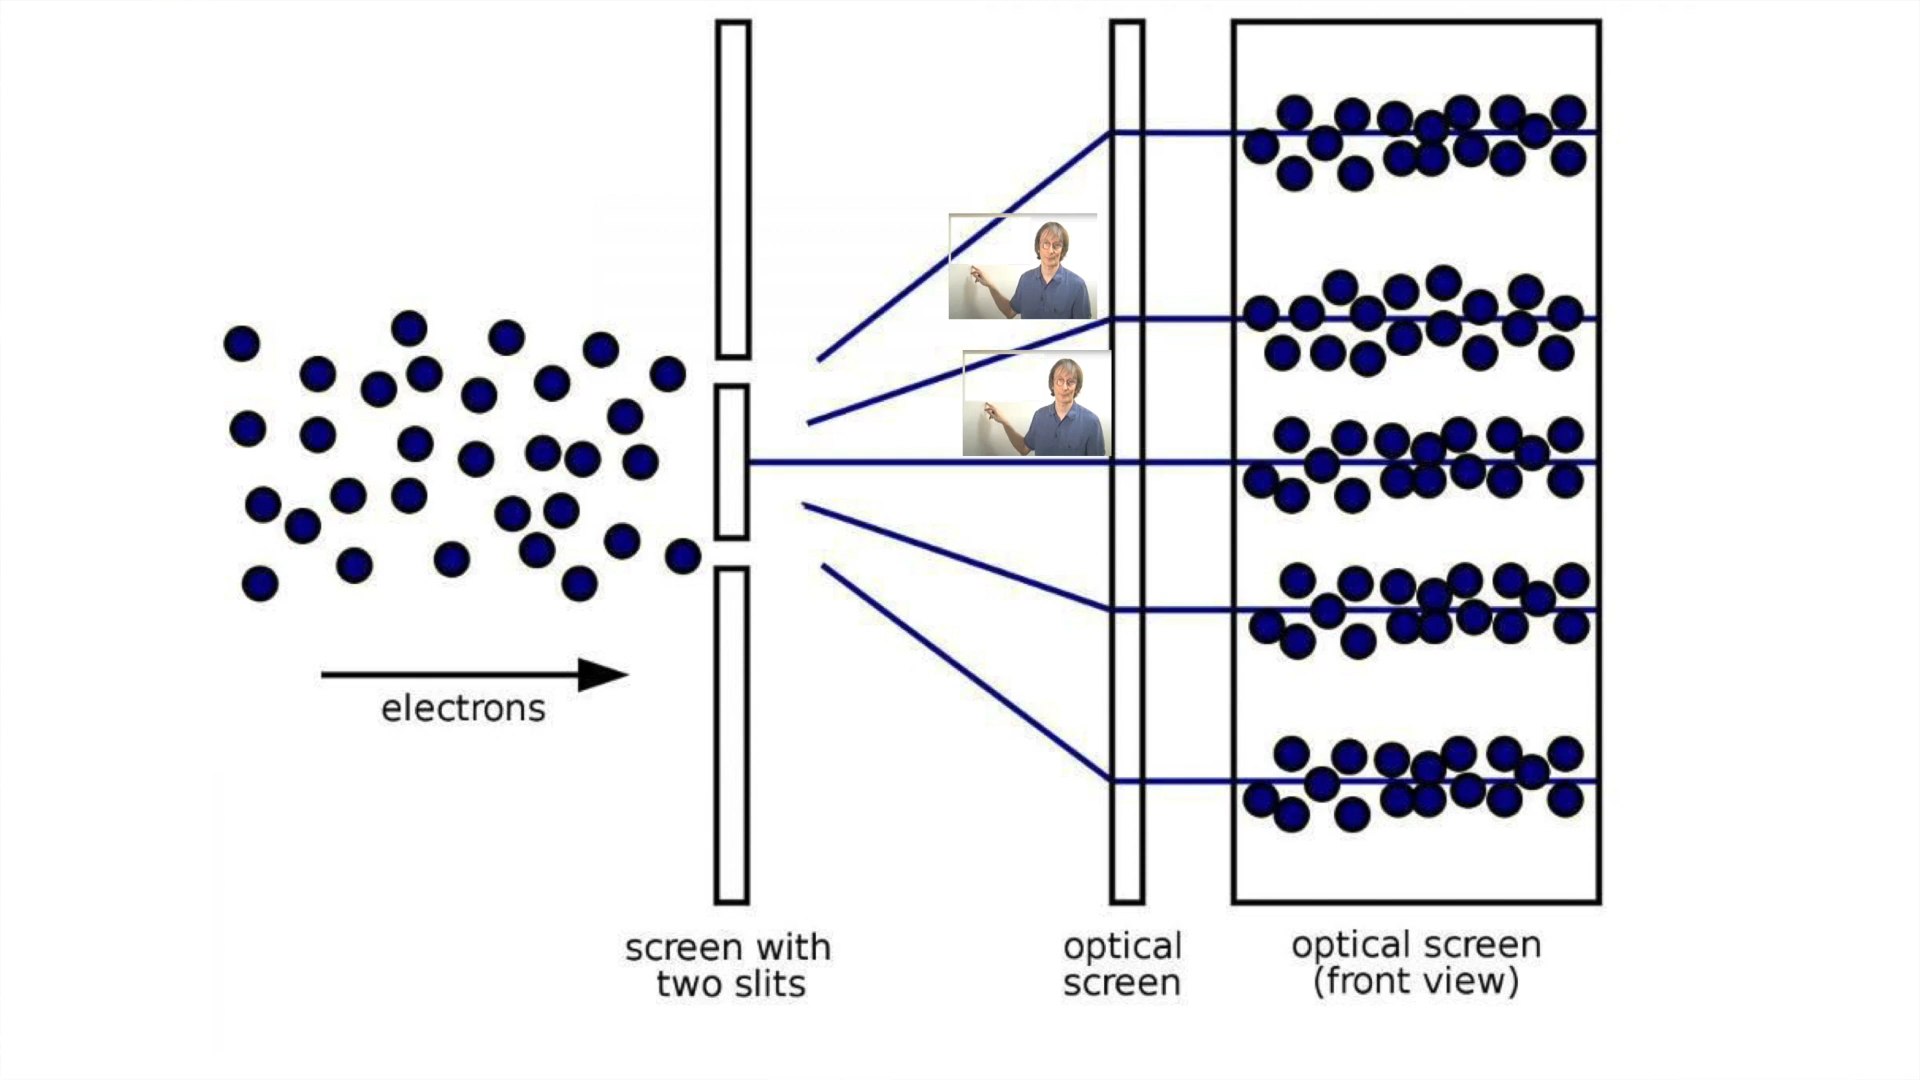 electrons
screen with
two slits
optical
screen
optical screen
(front view)